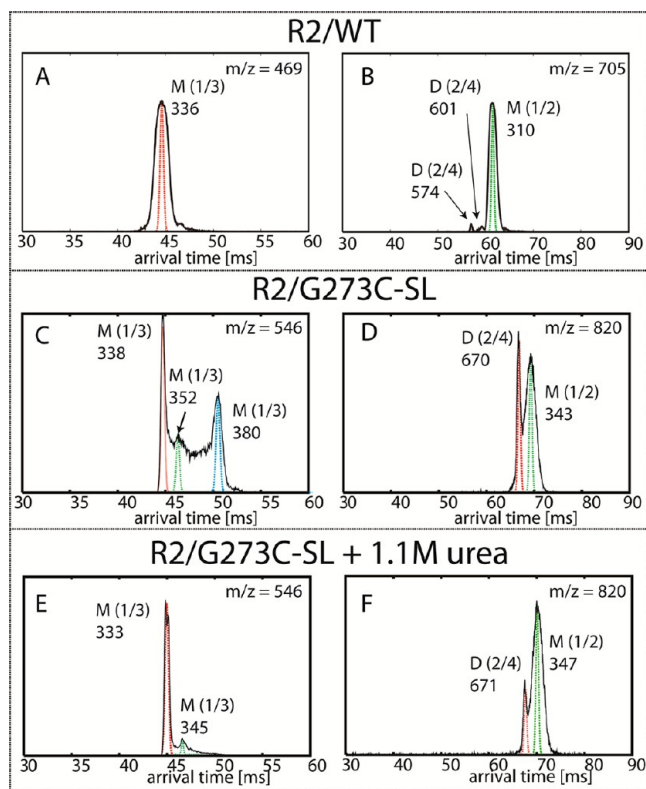 R2/WT
A
m/z = 469
M (1/3)
336
30 35 40 45 50 55 60
arrival time [ms]
B
m/z = 705
D (2/4)
601
M (1/2)
310
D (2/4)
574
30 40 50 60 70 80 90
arrival time [ms]
R2/G273C-SL
C
m/z = 546
M (1/3)
338
M (1/3)
352
M (1/3)
380
30 35 40 45 50 55 60
arrival time [ms]
D
m/z = 820
D (2/4)
670
M (1/2)
343
30 40 50 60 70 80 90
arrival time [ms]
R2/G273C-SL + 1.1M urea
E
m/z = 546
M (1/3)
333
M (1/3)
345
30 35 40 45 50 55 60
arrival time [ms]
F
m/z = 820
M (1/2)
347
D (2/4)
671
30 40 50 60 70 80 90
arrival time [ms]